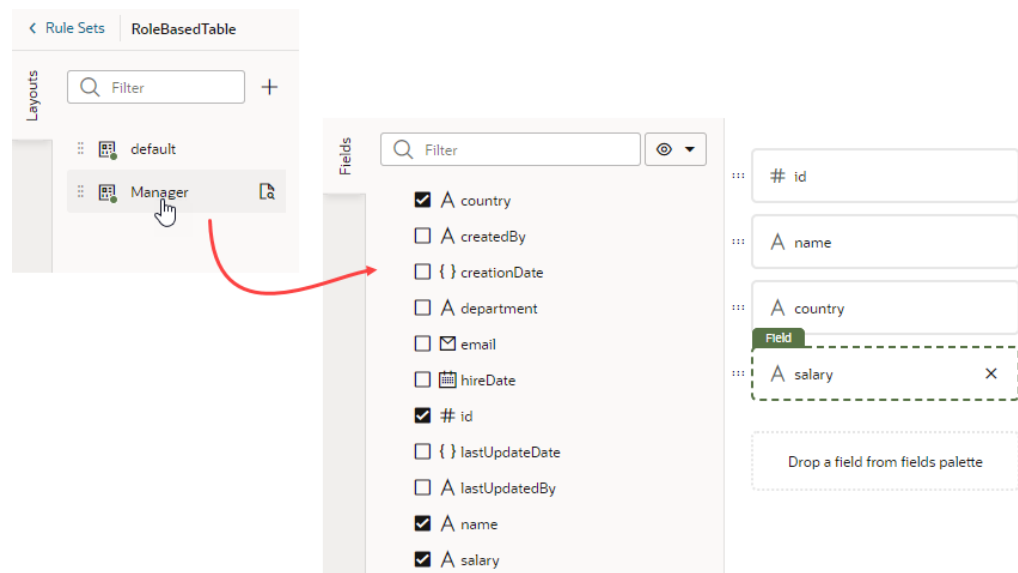 Rule Sets
RoleBasedTable
Layouts
Filter
default
Manager
Fields
Filter
A country
A createdBy
{ } creationDate
A department
email
hireDate
# id
{ } lastUpdateDate
A lastUpdatedBy
A name
A salary
# id
A name
A country
Field
A salary
Drop a field from fields palette